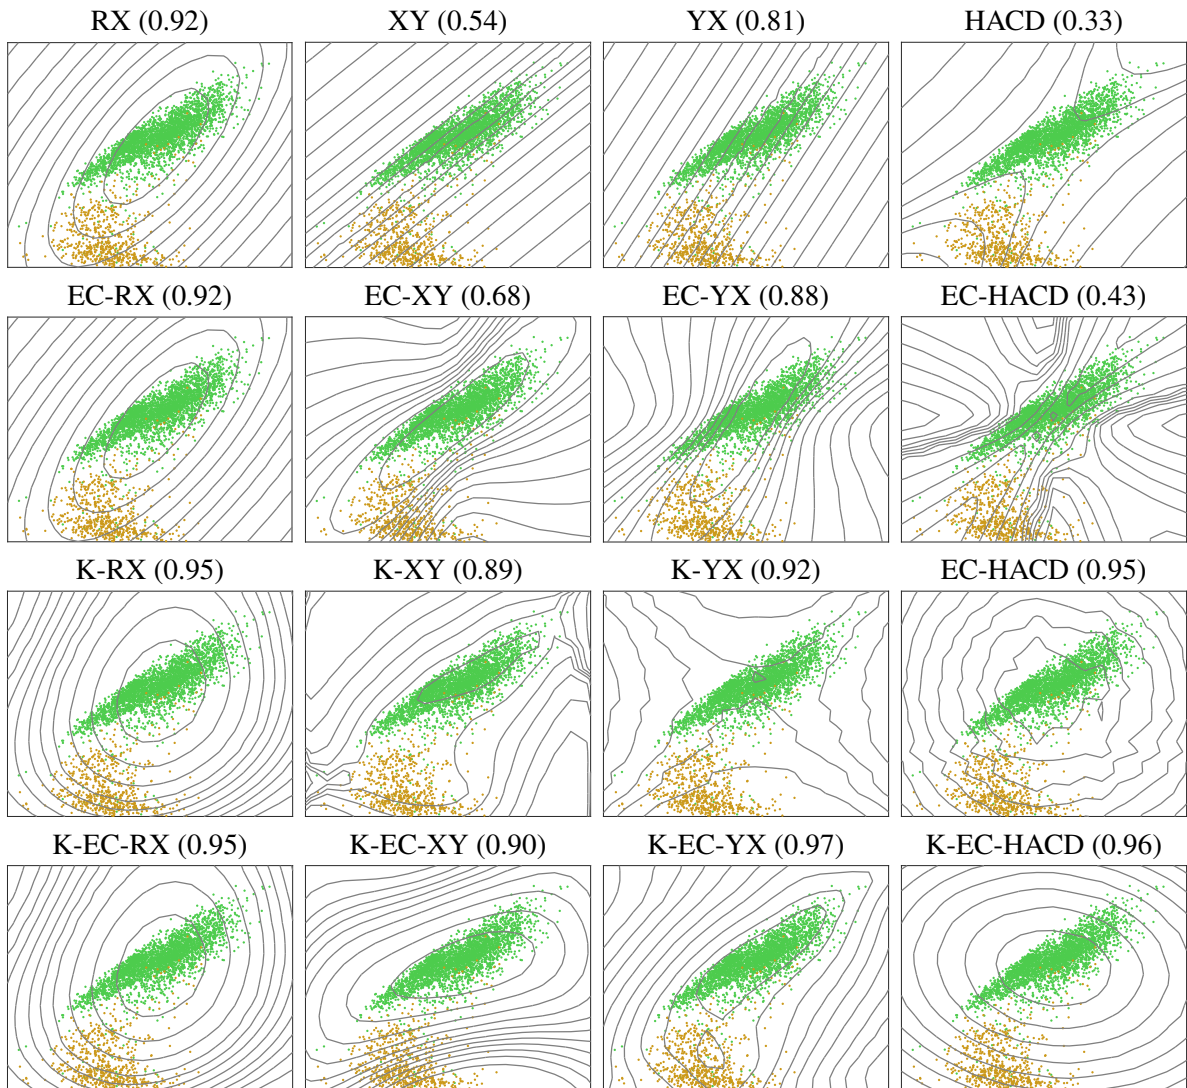 RX (0.92) XY (0.54) YX (0.81) HACD (0.33)
EC-RX (0.92) EC-XY (0.68) EC-YX (0.88) EC-HACD (0.43)
K-RX (0.95) K-XY (0.89) K-YX (0.92) EC-HACD (0.95)
K-EC-RX (0.95) K-EC-XY (0.90) K-EC-YX (0.97) K-EC-HACD (0.96)